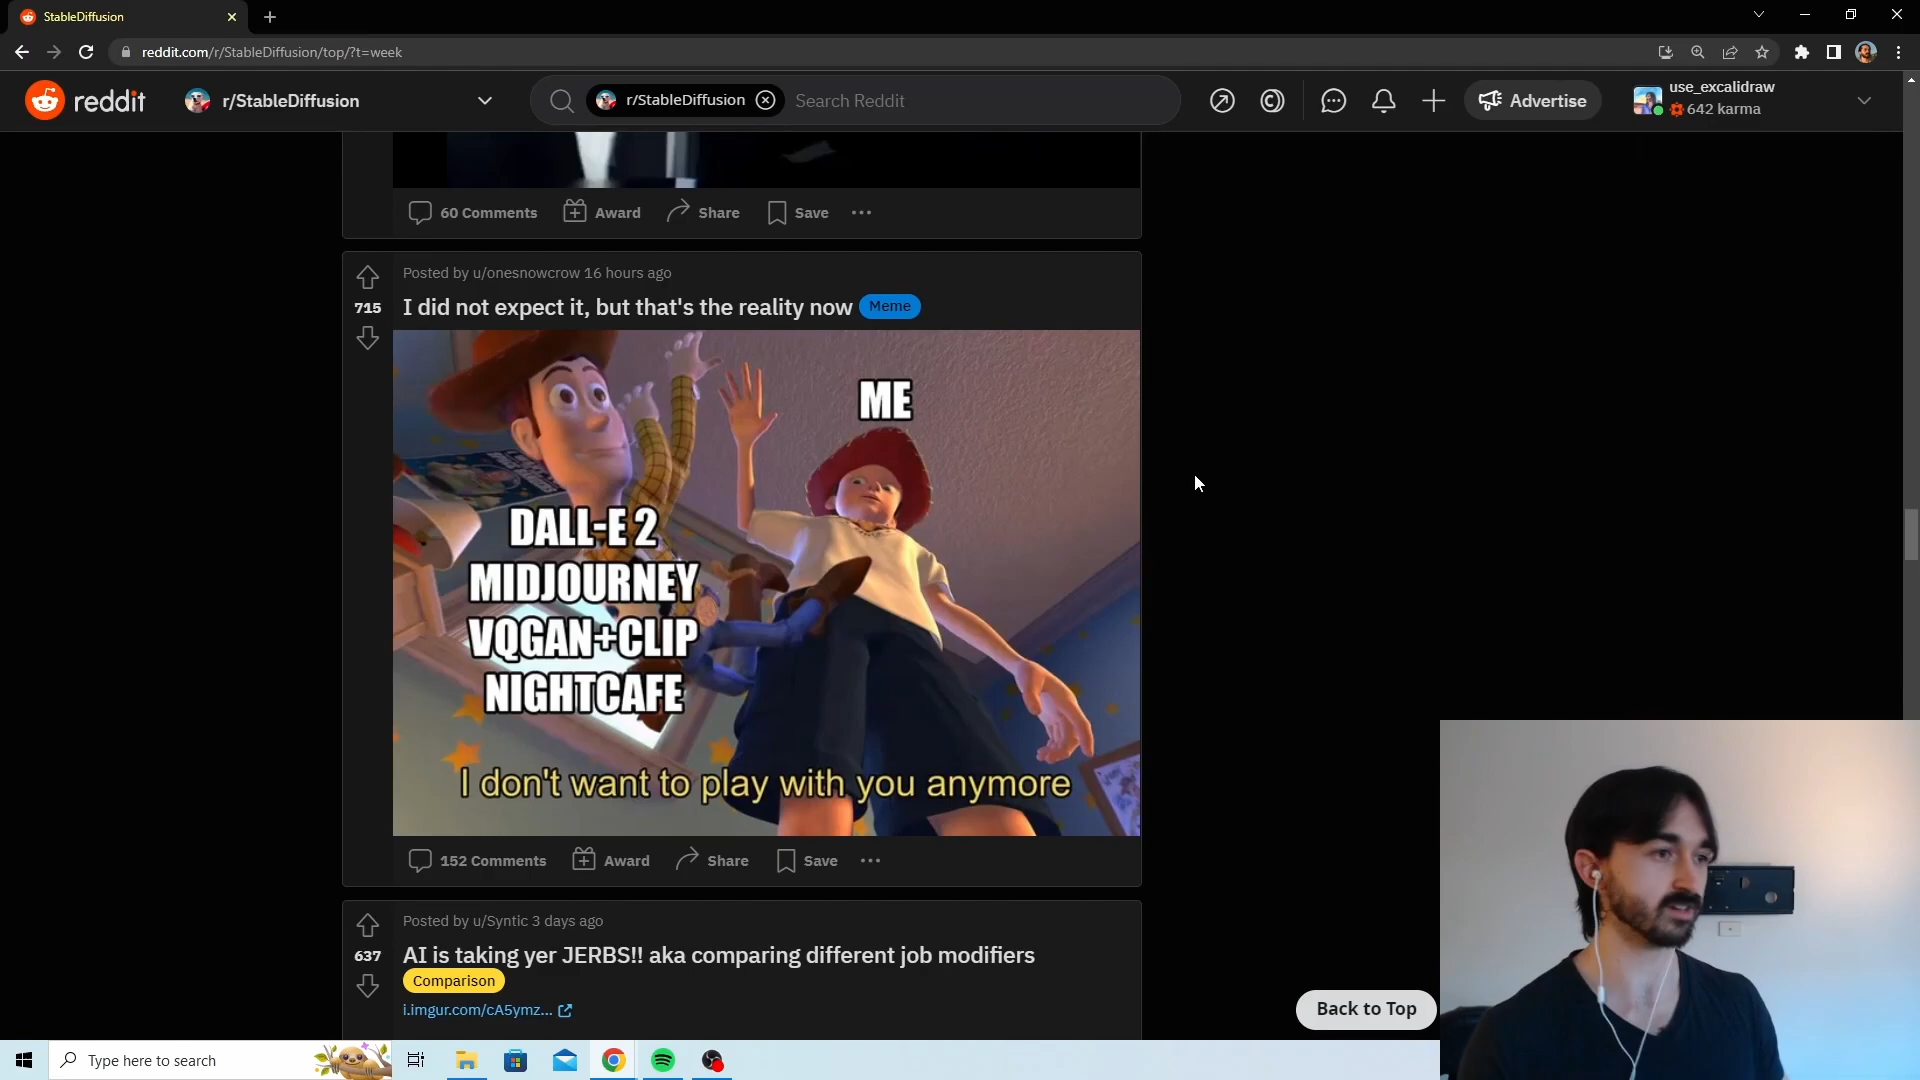 StableDiffusion
reddit.com/r/StableDiffusion/top/?t=week
reddit
r/StableDiffusion
r/StableDiffusion
Search Reddit
Advertise
use_excalidraw
642 karma
60 Comments
Award
Share
Save
Posted by u/onesnowcrow 16 hours ago
715
I did not expect it, but that's the reality now
Meme
ME
DALL-E 2
MIDJOURNEY
VQGAN+CLIP
NIGHTCAFE
I don't want to play with you anymore
152 Comments
Award
Share
Save
Posted by u/Syntic 3 days ago
637
AI is taking yer JERBS!! aka comparing different job modifiers
Comparison
i.imgur.com/cA5ymz...
Back to Top
Type here to search